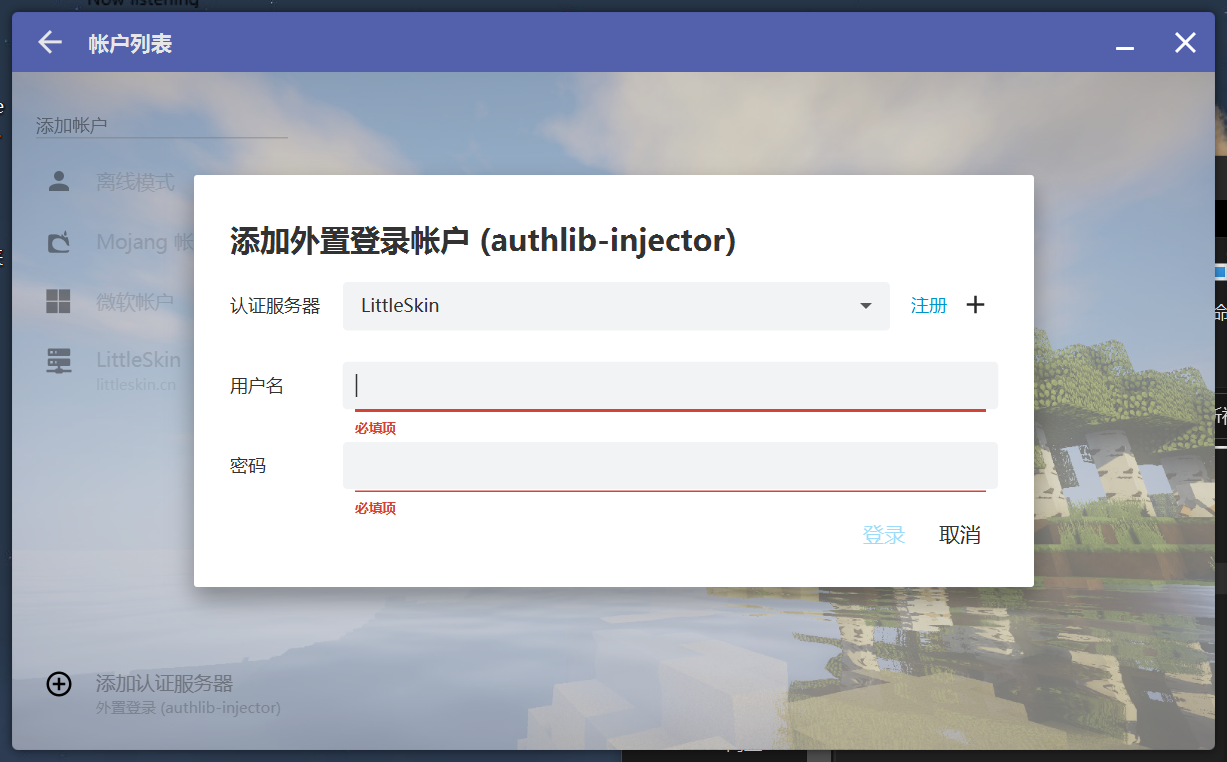 Now listening
帐户列表
添加帐户
离线模式
Mojang 帐
微软帐户
LittleSkin
littleskin.cn
添加外置登录帐户 (authlib-injector)
认证服务器
LittleSkin
注册
用户名
必填项
密码
必填项
登录
取消
添加认证服务器
外置登录 (authlib-injector)